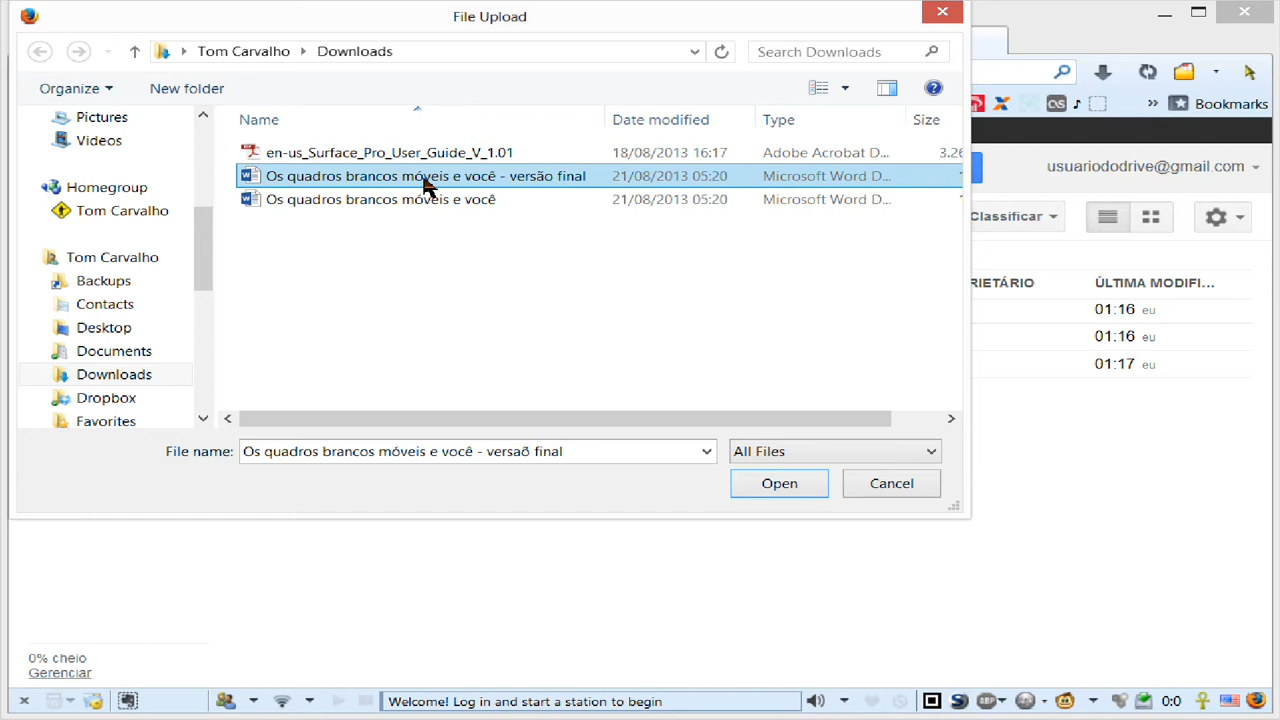 File Upload
Tom Carvalho
Downloads
Search Downloads
Organize
New folder
Bookmarks
Pictures
Videos
Homegroup
Tom Carvalho
Tom Carvalho
Backups
Contacts
Desktop
Documents
Downloads
Dropbox
Favorites
Name
Date modified
Type
Size
en-us_Surface_Pro_User_Guide_V_1.01
18/08/2013 16:17
Adobe Acrobat D...
3.26
Os quadros brancos móveis e você - versão final
21/08/2013 05:20
Microsoft Word D...
Os quadros brancos móveis e você
21/08/2013 05:20
Microsoft Word D...
File name:
Os quadros brancos móveis e você - versaõ final
All Files
Open
Cancel
usuariododrive@gmail.com
Classificar
RIETÁRIO
ÚLTIMA MODIFI...
01:16 eu
01:16 eu
01:17 eu
0% cheio
Gerenciar
Welcome! Log in and start a station to begin
ABP
0:0